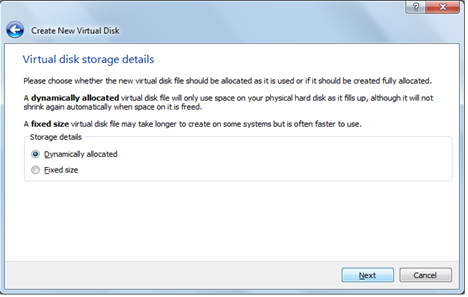 Create New Virtual Disk
Virtual disk storage details
Please choose whether the new virtual disk file should be allocated as it is used or if it should be created fully allocated.
A dynamically allocated virtual disk file will only use space on your physical hard disk as it fills up, although it will not
shrink again automatically when space on it is freed.
A fixed size virtual disk file may take longer to create on some systems but is often faster to use.
Storage details
Dynamically allocated
Fixed size
Next Cancel